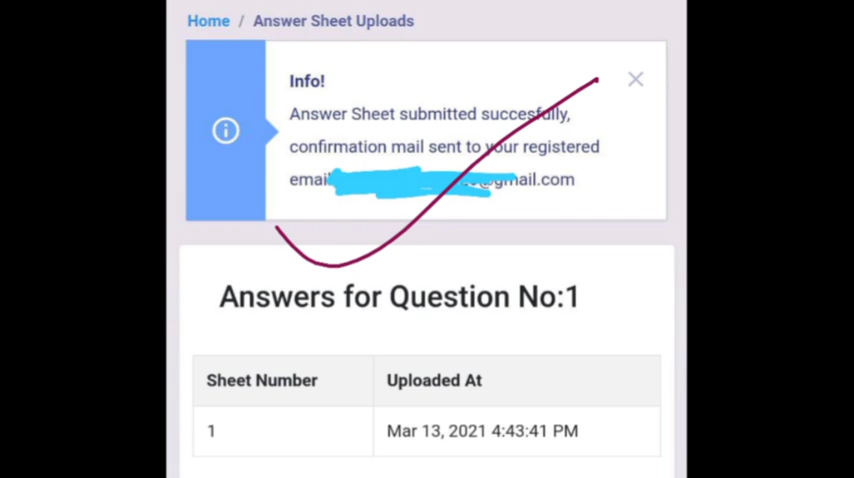 Home / Answer Sheet Uploads
Info!
Answer Sheet submitted succesfully,
confirmation mail sent to your registered
email @gmail.com
Answers for Question No:1
Sheet Number Uploaded At
1 Mar 13, 2021 4:43:41 PM